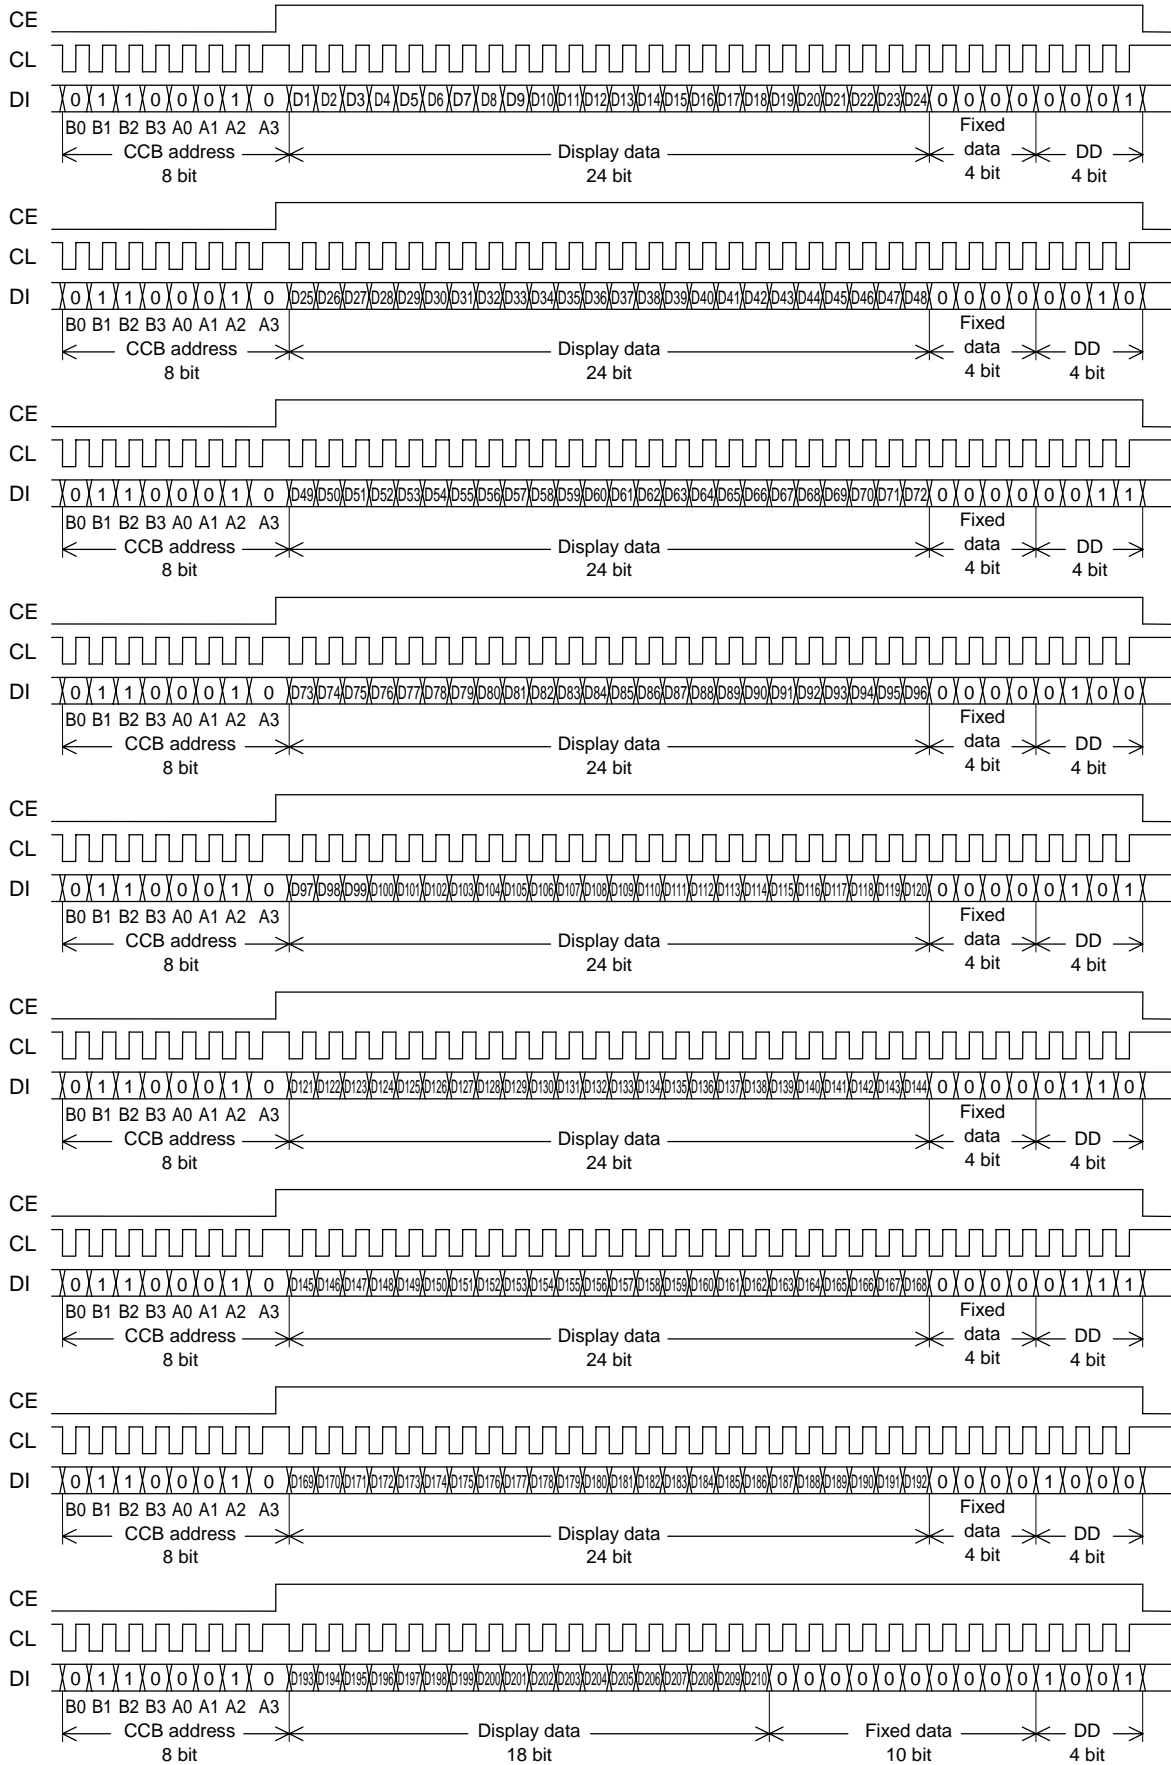 CE
CL
DI 0 1 1 0 0 0 1 0 D1 D2 D3 D4 D5 D6 D7 D8 D9 D10 D11 D12 D13 D14 D15 D16 D17 D18 D19 D20 D21 D22 D23 D24 0 0 0 0 0 0 0 1
B0 B1 B2 B3 A0 A1 A2 A3 Fixed
CCB address Display data data DD
8 bit 24 bit 4 bit 4 bit
CE
CL
DI 0 1 1 0 0 0 1 0 D25 D26 D27 D28 D29 D30 D31 D32 D33 D34 D35 D36 D37 D38 D39 D40 D41 D42 D43 D44 D45 D46 D47 D48 0 0 0 0 0 0 1 0
B0 B1 B2 B3 A0 A1 A2 A3 Fixed
CCB address Display data data DD
8 bit 24 bit 4 bit 4 bit
CE
CL
DI 0 1 1 0 0 0 1 0 D49 D50 D51 D52 D53 D54 D55 D56 D57 D58 D59 D60 D61 D62 D63 D64 D65 D66 D67 D68 D69 D70 D71 D72 0 0 0 0 0 0 1 1
B0 B1 B2 B3 A0 A1 A2 A3 Fixed
CCB address Display data data DD
8 bit 24 bit 4 bit 4 bit
CE
CL
DI 0 1 1 0 0 0 1 0 D73 D74 D75 D76 D77 D78 D79 D80 D81 D82 D83 D84 D85 D86 D87 D88 D89 D90 D91 D92 D93 D94 D95 D96 0 0 0 0 0 1 0 0
B0 B1 B2 B3 A0 A1 A2 A3 Fixed
CCB address Display data data DD
8 bit 24 bit 4 bit 4 bit
CE
CL
DI 0 1 1 0 0 0 1 0 D97 D98 D99 D100 D101 D102 D103 D104 D105 D106 D107 D108 D109 D110 D111 D112 D113 D114 D115 D116 D117 D118 D119 D120 0 0 0 0 0 1 0 1
B0 B1 B2 B3 A0 A1 A2 A3 Fixed
CCB address Display data data DD
8 bit 24 bit 4 bit 4 bit
CE
CL
DI 0 1 1 0 0 0 1 0 D121 D122 D123 D124 D125 D126 D127 D128 D129 D130 D131 D132 D133 D134 D135 D136 D137 D138 D139 D140 D141 D142 D143 D144 0 0 0 0 0 1 1 0
B0 B1 B2 B3 A0 A1 A2 A3 Fixed
CCB address Display data data DD
8 bit 24 bit 4 bit 4 bit
CE
CL
DI 0 1 1 0 0 0 1 0 D145 D146 D147 D148 D149 D150 D151 D152 D153 D154 D155 D156 D157 D158 D159 D160 D161 D162 D163 D164 D165 D166 D167 D168 0 0 0 0 0 1 1 1
B0 B1 B2 B3 A0 A1 A2 A3 Fixed
CCB address Display data data DD
8 bit 24 bit 4 bit 4 bit
CE
CL
DI 0 1 1 0 0 0 1 0 D169 D170 D171 D172 D173 D174 D175 D176 D177 D178 D179 D180 D181 D182 D183 D184 D185 D186 D187 D188 D189 D190 D191 D192 0 0 0 0 1 0 0 0
B0 B1 B2 B3 A0 A1 A2 A3 Fixed
CCB address Display data data DD
8 bit 24 bit 4 bit 4 bit
CE
CL
DI 0 1 1 0 0 0 1 0 D193 D194 D195 D196 D197 D198 D199 D200 D201 D202 D203 D204 D205 D206 D207 D208 D209 D210 0 0 0 0 0 0 0 0 0 0 1 0 0 1
B0 B1 B2 B3 A0 A1 A2 A3
CCB address Display data Fixed data DD
8 bit 18 bit 10 bit 4 bit